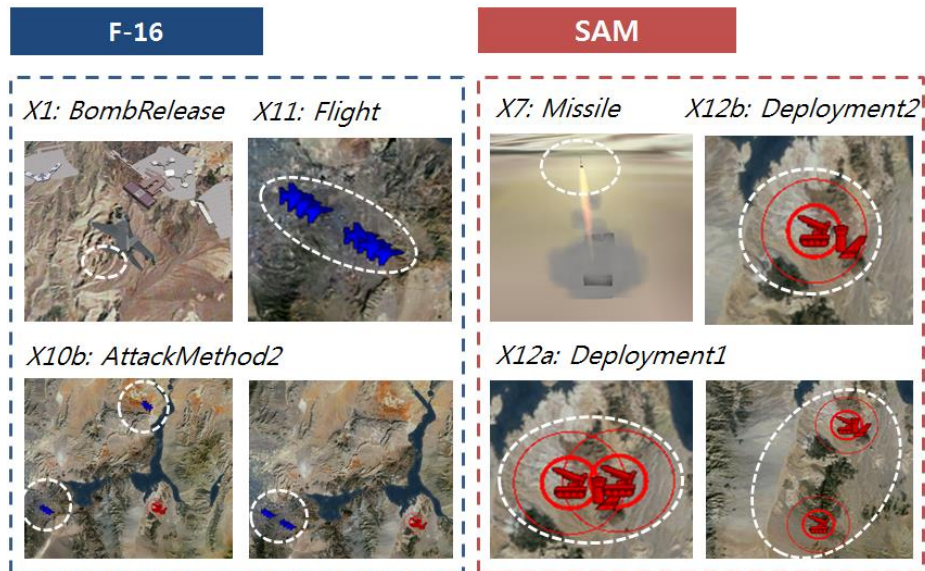 F-16
SAM
X1: BombRelease
X11: Flight
X7: Missile
X12b: Deployment2
X10b: AttackMethod2
X12a: Deployment1